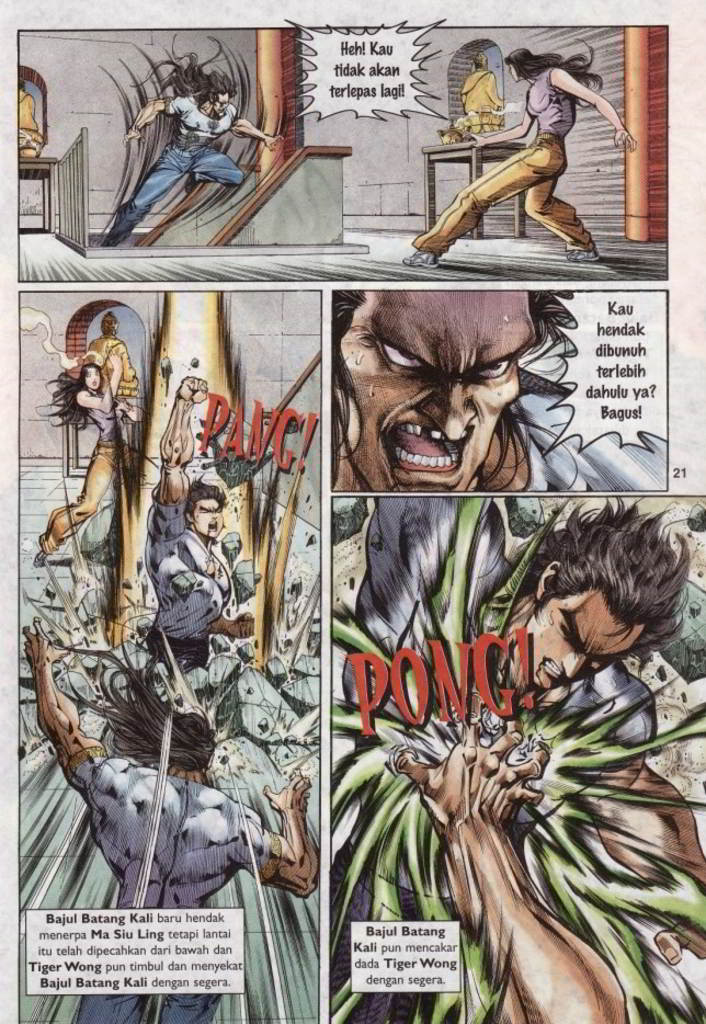 Heh! Kau
tidak akan
terlepas lagi!
PANG!
Kau
hendak
dibunuh
terlebih
dahulu ya?
Bagus!
21
PONG!
Bajul Batang Kali baru hendak
menerpa Ma Siu Ling tetapi lantai
itu telah dipecahkan dari bawah dan
Tiger Wong pun timbul dan menyekat
Bajul Batang Kali dengan segera.
Bajul Batang
Kali pun mencakar
dada Tiger Wong
dengan segera.